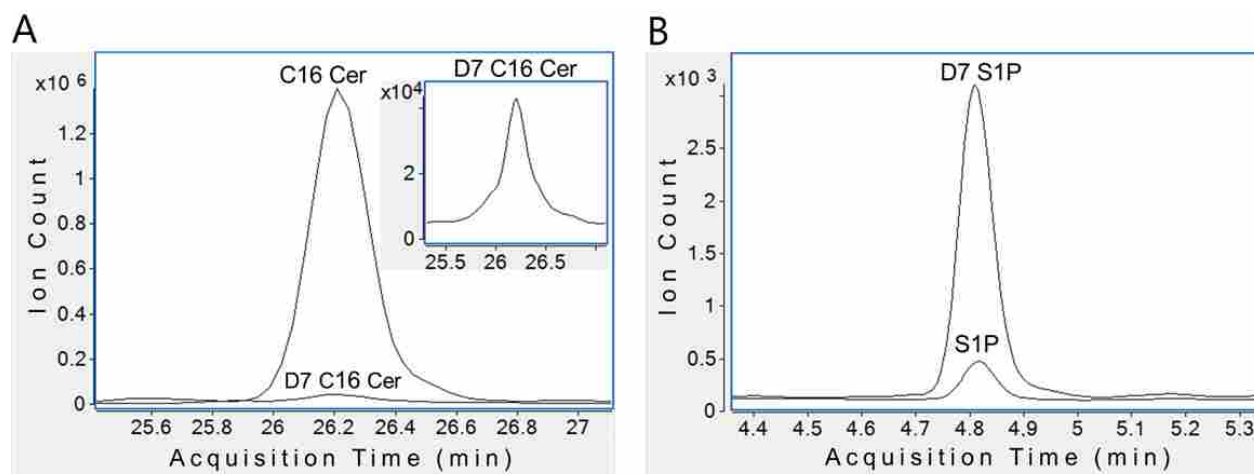 A
x10 6
C16 Cer
D7 C16 Cer
1.2
1
0.8
0.6
0.4
0.2
0
Ion Count
25.6 25.8 26 26.2 26.4 26.6 26.8 27
Acquisition Time (min)
D7 C16 Cer
x10 4
2
0
25.5 26 26.5
B
x10 3
D7 S1P
S1P
2.5
2
1.5
1
0.5
0
Ion Count
4.4 4.5 4.6 4.7 4.8 4.9 5 5.1 5.2 5.3
Acquisition Time (min)